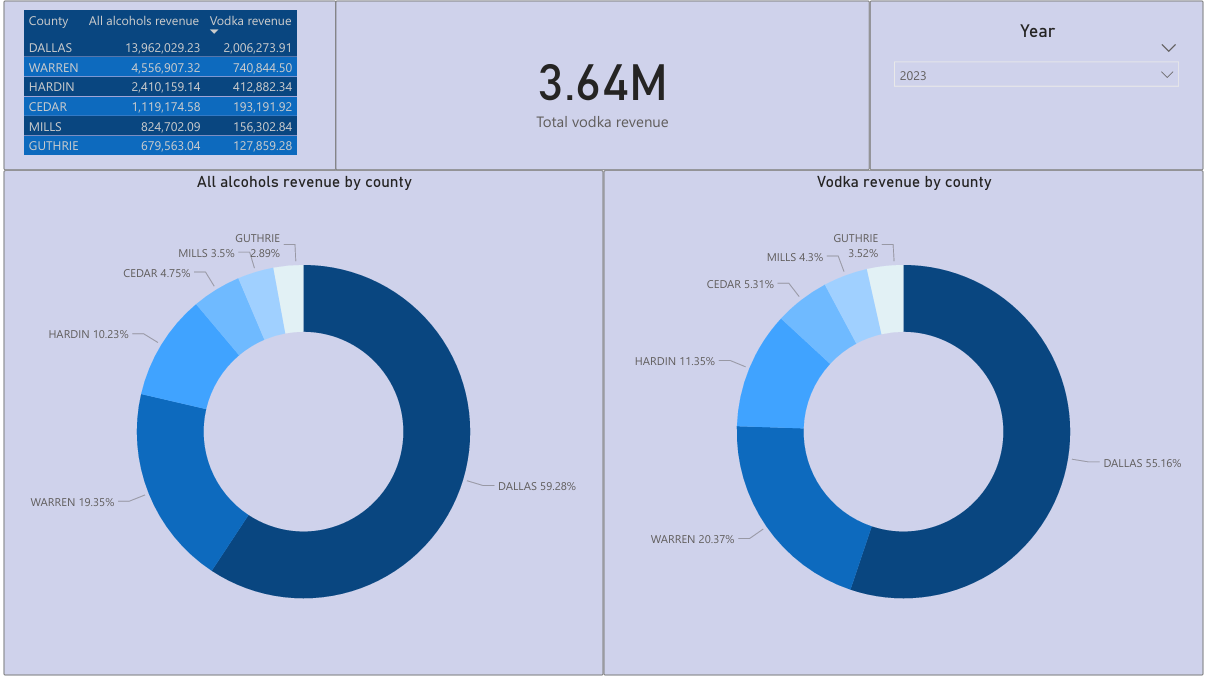 County All alcohols revenue Vodka revenue
DALLAS 13,962,029.23 2,006,273.91
WARREN 4,556,907.32 740,844.50
HARDIN 2,410,159.14 412,882.34
CEDAR 1,119,174.58 193,191.92
MILLS 824,702.09 156,302.84
GUTHRIE 679,563.04 127,859.28
3.64M
Total vodka revenue
Year
2023
All alcohols revenue by county
GUTHRIE
2.89%
MILLS 3.5%
CEDAR 4.75%
HARDIN 10.23%
WARREN 19.35%
DALLAS 59.28%
Vodka revenue by county
GUTHRIE
3.52%
MILLS 4.3%
CEDAR 5.31%
HARDIN 11.35%
WARREN 20.37%
DALLAS 55.16%